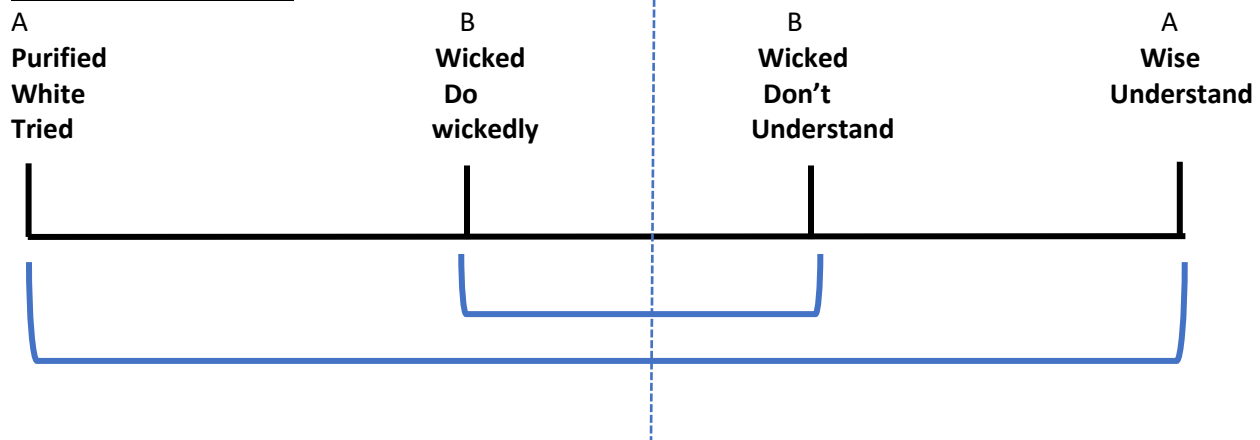 A B B A
Purified Wicked Wicked Wise
White Do Don't Understand
Tried wickedly Understand